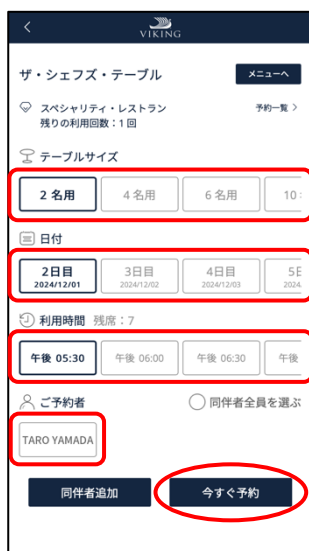 VIKING
ザ・シェフズ・テーブル
メニューへ
スペシャリティ・レストラン
予約一覧 >
残りの利用回数：1 回
テーブルサイズ
2 名用 4 名用 6 名用 10
日付
2日目 3日目 4日目
2024/12/01 2024/12/02 2024/12/03 2024.
利用時間 残席：7
午後 05:30 午後 06:00 午後 06:30 午後
ご予約者 同伴者全員を選ぶ
TARO YAMADA
同伴者追加 今すぐ予約